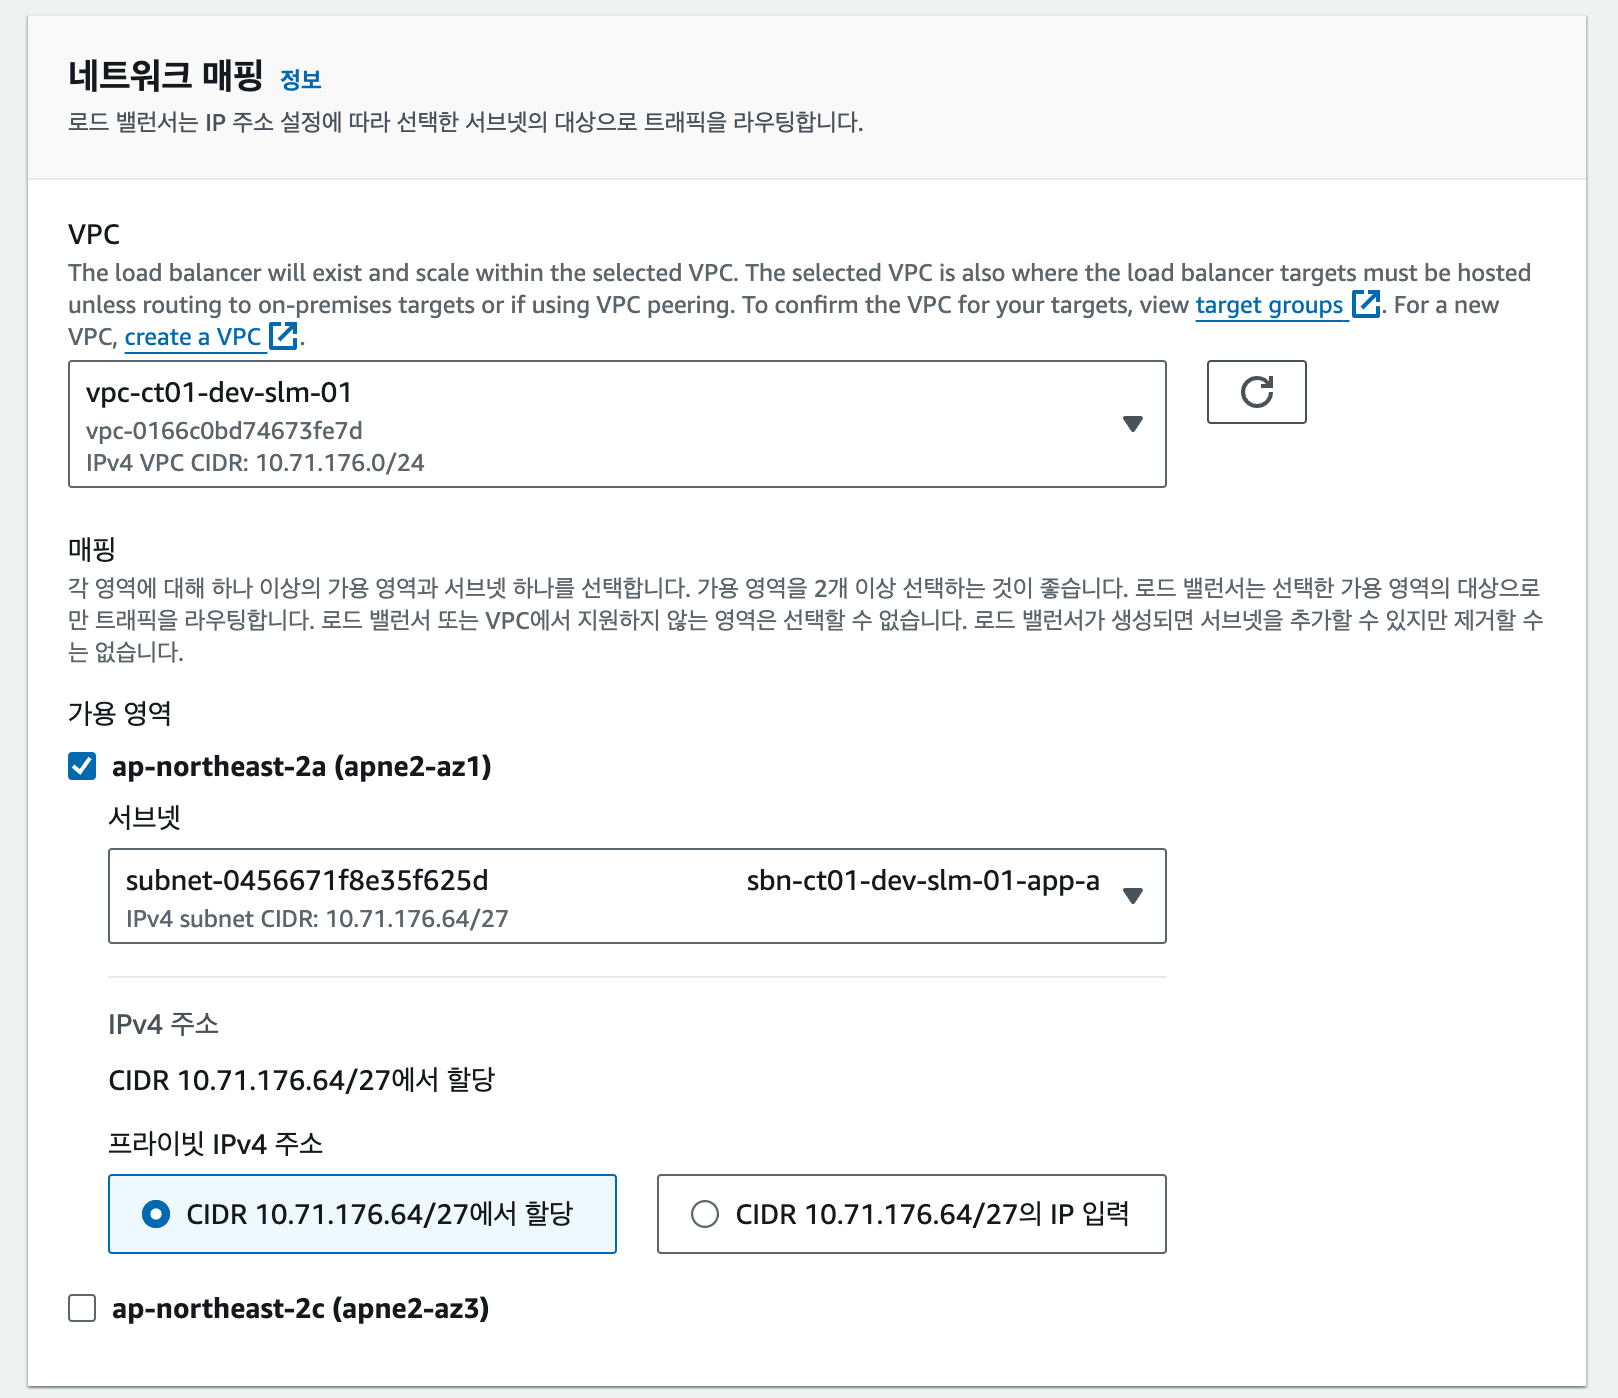 네트워크 매핑 정보
로드 밸런서는 IP 주소 설정에 따라 선택한 서브넷의 대상으로 트래픽을 라우팅합니다.
VPC
The load balancer will exist and scale within the selected VPC. The selected VPC is also where the load balancer targets must be hosted
unless routing to on-premises targets or if using VPC peering. To confirm the VPC for your targets, view target groups. For a new
VPC, create a VPC.
vpc-ct01-dev-slm-01
vpc-0166c0bd74673fe7d
IPv4 VPC CIDR: 10.71.176.0/24
매핑
각 영역에 대해 하나 이상의 가용 영역과 서브넷 하나를 선택합니다. 가용 영역을 2개 이상 선택하는 것이 좋습니다. 로드 밸런서는 선택한 가용 영역의 대상으로
만 트래픽을 라우팅합니다. 로드 밸런서 또는 VPC에서 지원하지 않는 영역은 선택할 수 없습니다. 로드 밸런서가 생성되면 서브넷을 추가할 수 있지만 제거할 수
는 없습니다.
가용 영역
ap-northeast-2a (apne2-az1)
서브넷
subnet-0456671f8e35f625d sbn-ct01-dev-slm-01-app-a
IPv4 subnet CIDR: 10.71.176.64/27
IPv4 주소
CIDR 10.71.176.64/27에서 할당
프라이빗 IPv4 주소
CIDR 10.71.176.64/27에서 할당 CIDR 10.71.176.64/27의 IP 입력
ap-northeast-2c (apne2-az3)